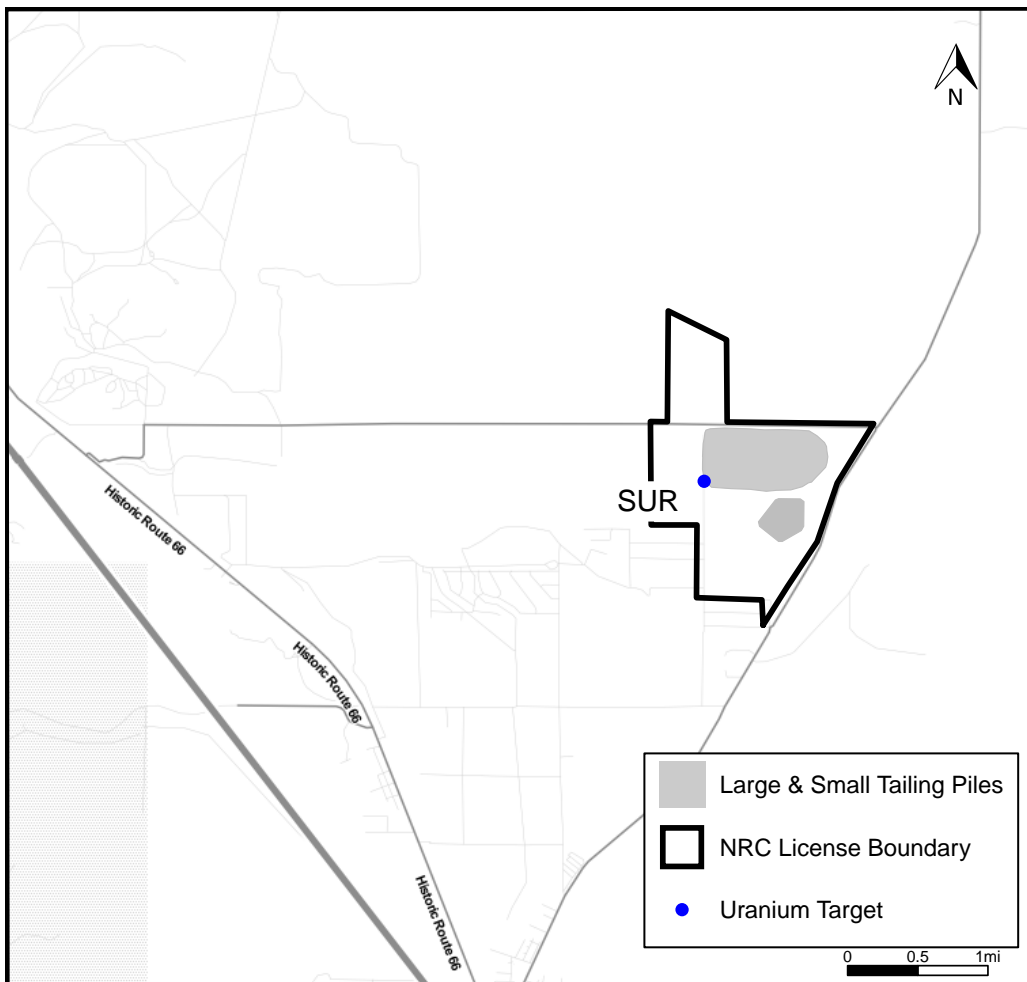 N
SUR
Historic Route 66
Historic Route 66
Historic Route 66
Large & Small Tailing Piles
NRC License Boundary
Uranium Target
0 0.5 1mi